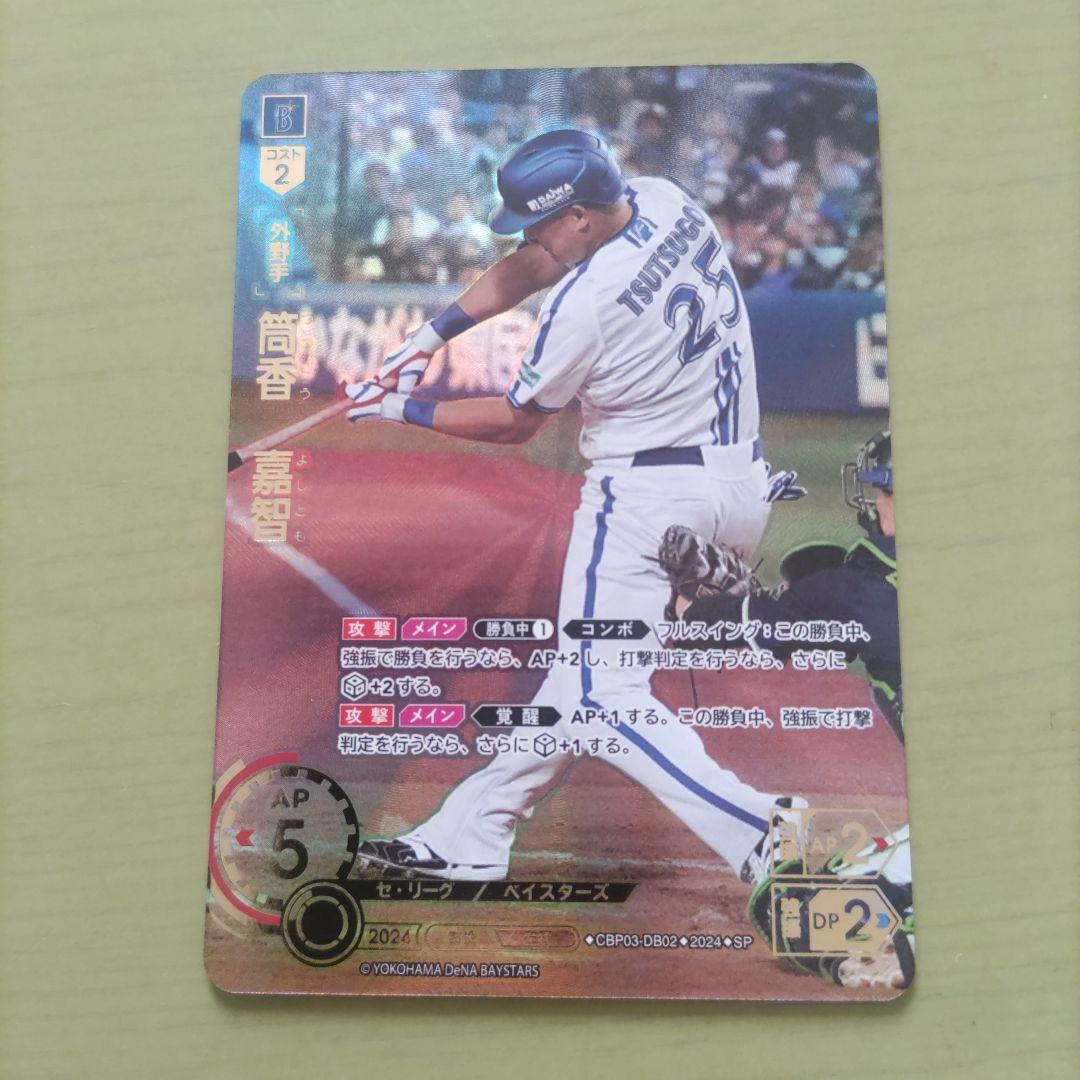 B
コスト
2
外野手
筒香
嘉智
よしとも
DAIWA
TSUTSUGO
25
攻撃 メイン 勝負中1 コンボ フルスイング:この勝負中、
強振で勝負を行うなら、AP+2し、打撃判定を行うなら、さらに
+2する。
攻撃 メイン 覚醒 AP+1する。この勝負中、強振で打撃
判定を行うなら、さらに+1する。
AP
5
AP 2
DP 2
セ・リーグ / ベイスターズ
2024
◆CBP03-DB02◆2024◆SP
© YOKOHAMA DeNA BAYSTARS